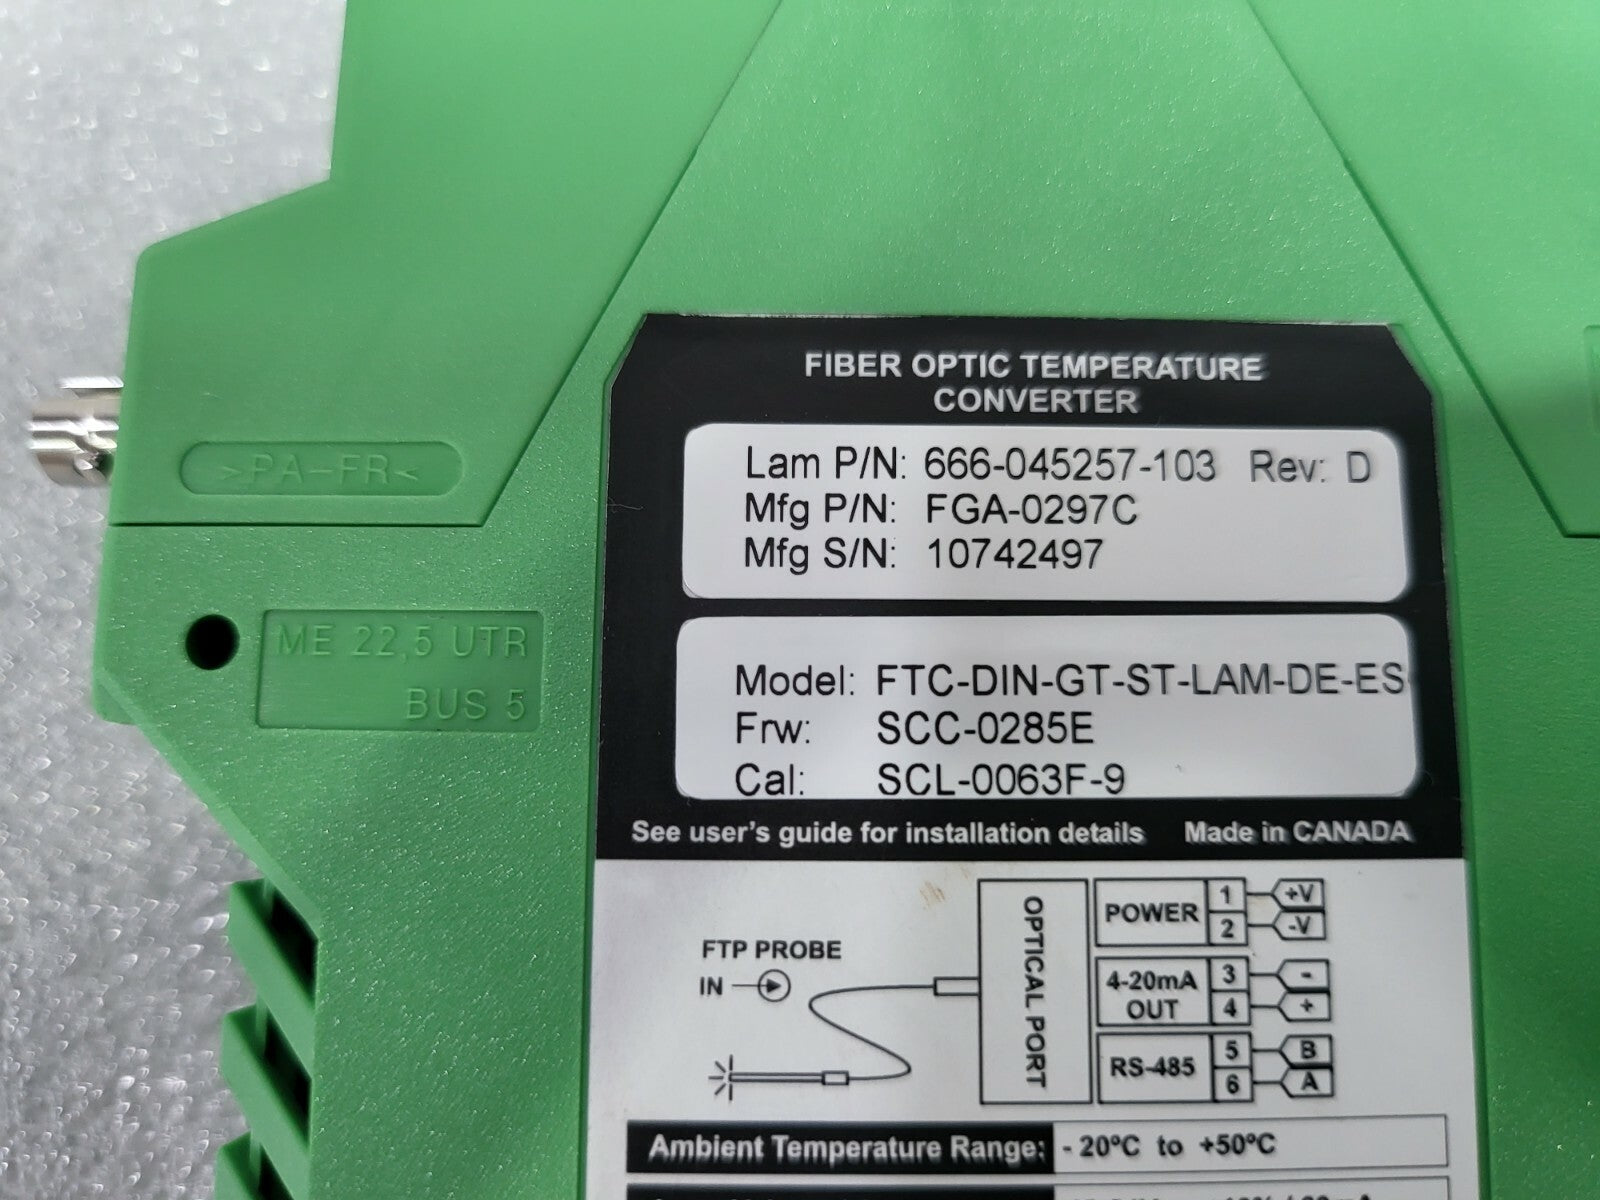 FIBER OPTIC TEMPERATURE
CONVERTER
Lam P/N: 666-045257-103 Rev: D
Mfg P/N: FGA-0297C
Mfg S/N: 10742497
>PA-FR<
ME 22,5 UTR
BUS 5
Model: FTC-DIN-GT-ST-LAM-DE-ES
Frw: SCC-0285E
Cal: SCL-0063F-9
See user's guide for installation details Made in CANADA
FTP PROBE
IN
OPTICAL PORT
POWER
1 +V
2 -V
4-20mA
OUT
3 -
4 +
RS-485
5 B
6 A
Ambient Temperature Range: - 20ºC to +50ºC